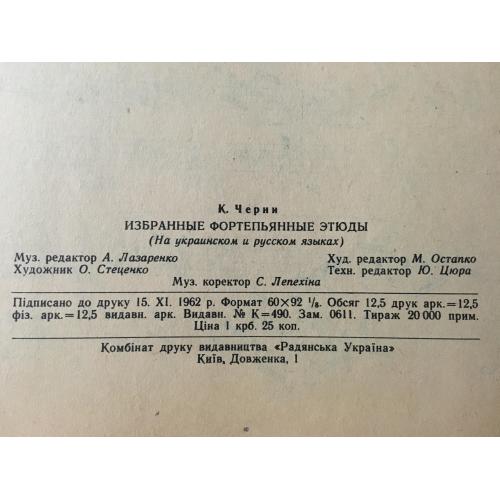 К. Черни
ИЗБРАННЫЕ ФОРТЕПЬЯННЫЕ ЭТЮДЫ
(На украинском и русском языках)
Муз. редактор А. Лазаренко Худ. редактор М. Остапко
Художник О. Стеценко Техн. редактор Ю. Цюра
Муз. коректор С. Лепехіна
Підписано до друку 15. XI. 1962 р. Формат 60×92 ⅛. Обсяг 12,5 друк арк.=12,5
фіз. арк.=12,5 видавн. арк. Видавн. № К=490. Зам. 0611. Тираж 20 000 прим.
Ціна 1 крб. 25 коп.
Комбінат друку видавництва «Радянська Україна»
Київ, Довженка, 1